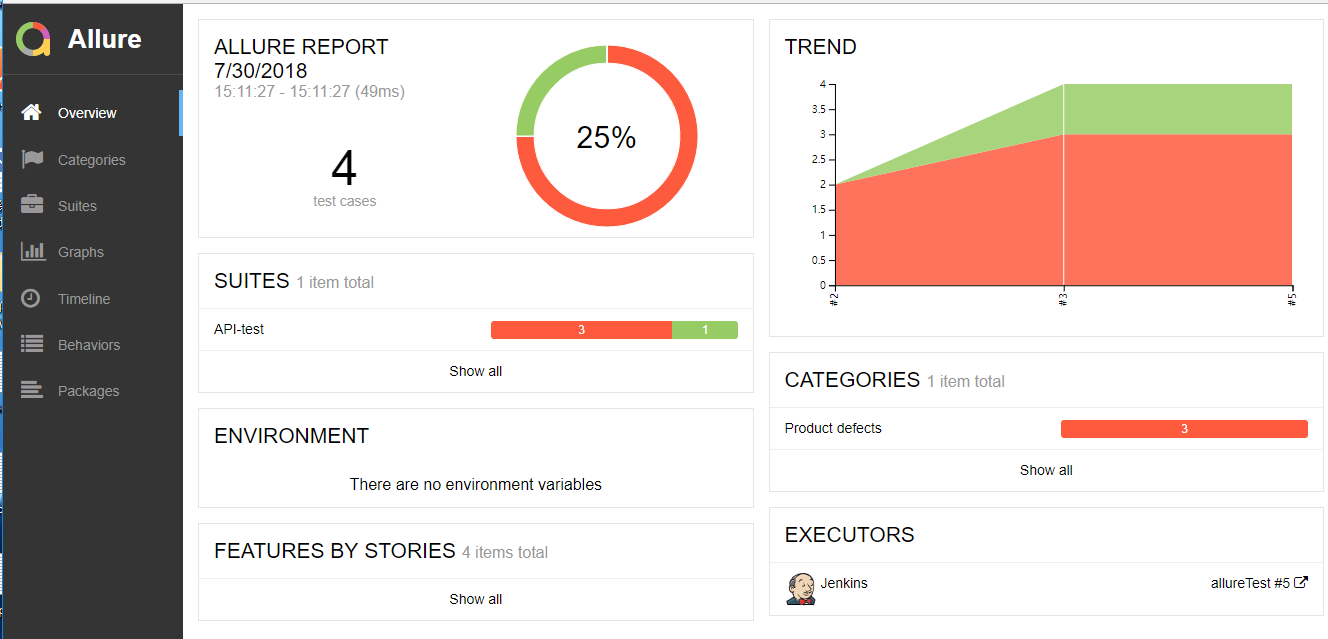 Allure
Overview
Categories
Suites
Graphs
Timeline
Behaviors
Packages
ALLURE REPORT
7/30/2018
15:11:27 - 15:11:27 (49ms)
4
test cases
25%
SUITES 1 item total
API-test 3 1
Show all
ENVIRONMENT
There are no environment variables
FEATURES BY STORIES 4 items total
Show all
TREND
4
3.5
3
2.5
2
1.5
1
0.5
0
#2 #3 #5
CATEGORIES 1 item total
Product defects 3
Show all
EXECUTORS
Jenkins allureTest #5